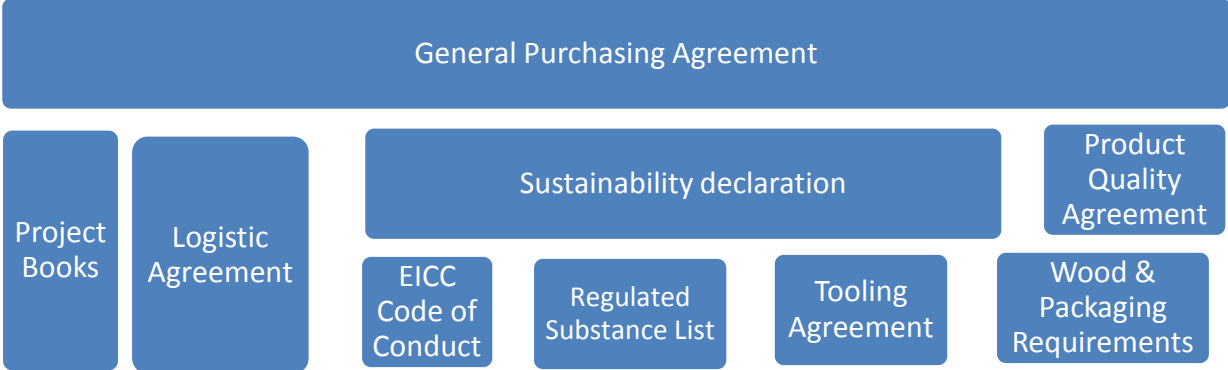 General Purchasing Agreement
Project
Books
Logistic
Agreement
Sustainability declaration
Product
Quality
Agreement
EICC
Code of
Conduct
Regulated
Substance List
Tooling
Agreement
Wood &
Packaging
Requirements